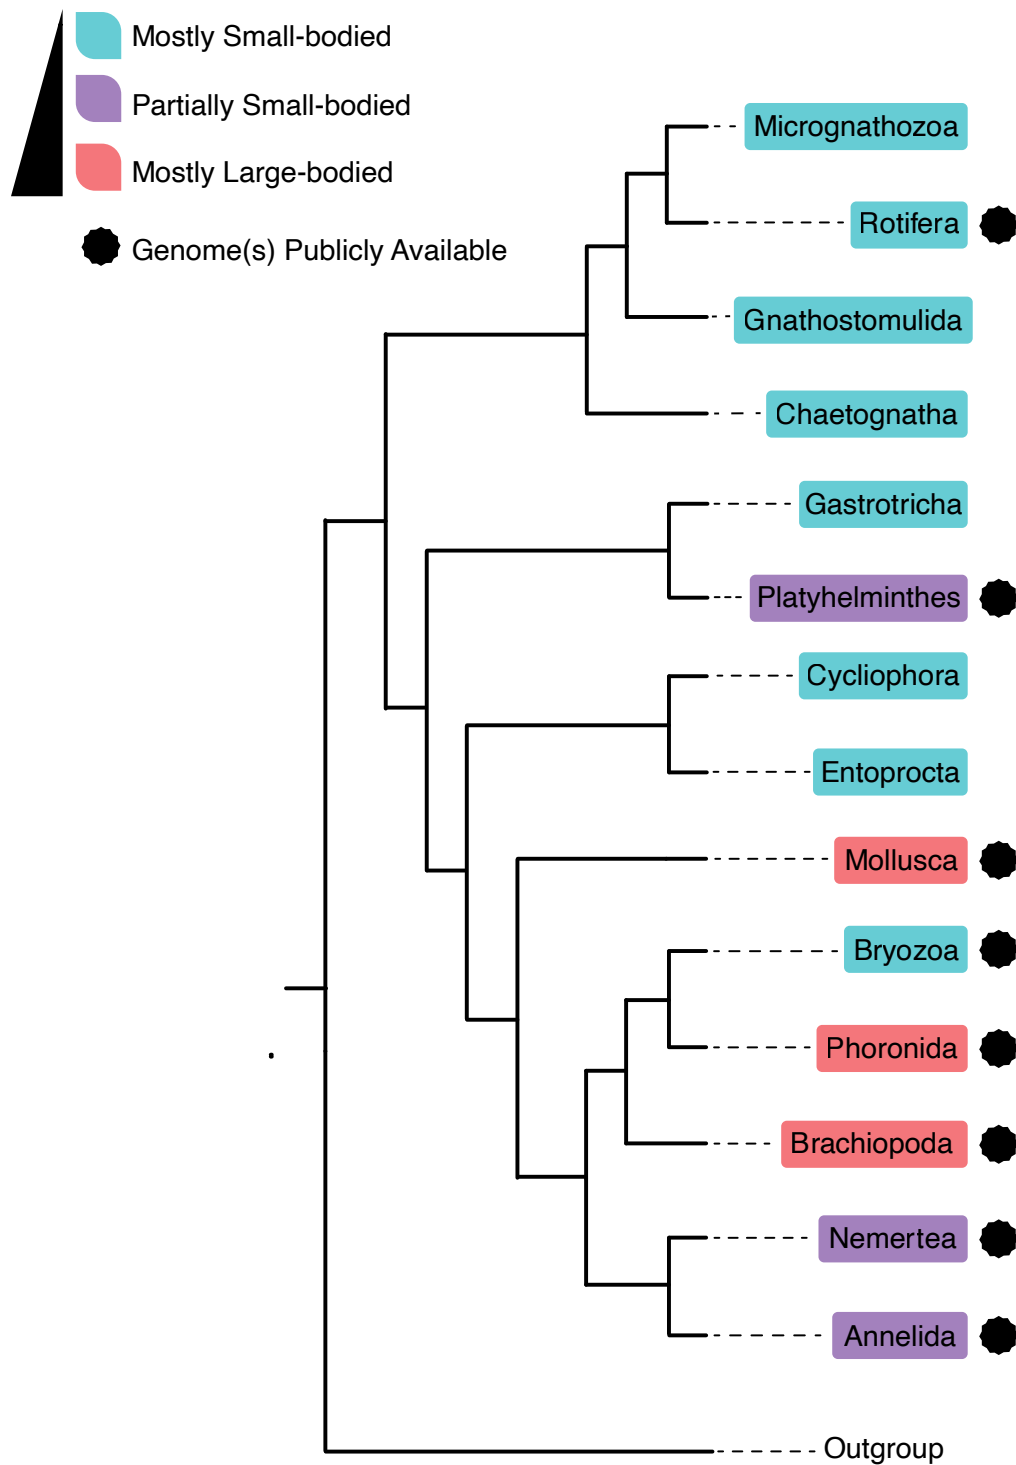 Mostly Small-bodied
Partially Small-bodied
Mostly Large-bodied
Genome(s) Publicly Available
Micrognathozoa
Rotifera
Gnathostomulida
Chaetognatha
Gastrotricha
Platyhelminthes
Cycliophora
Entoprocta
Mollusca
Bryozoa
Phoronida
Brachiopoda
Nemertea
Annelida
Outgroup